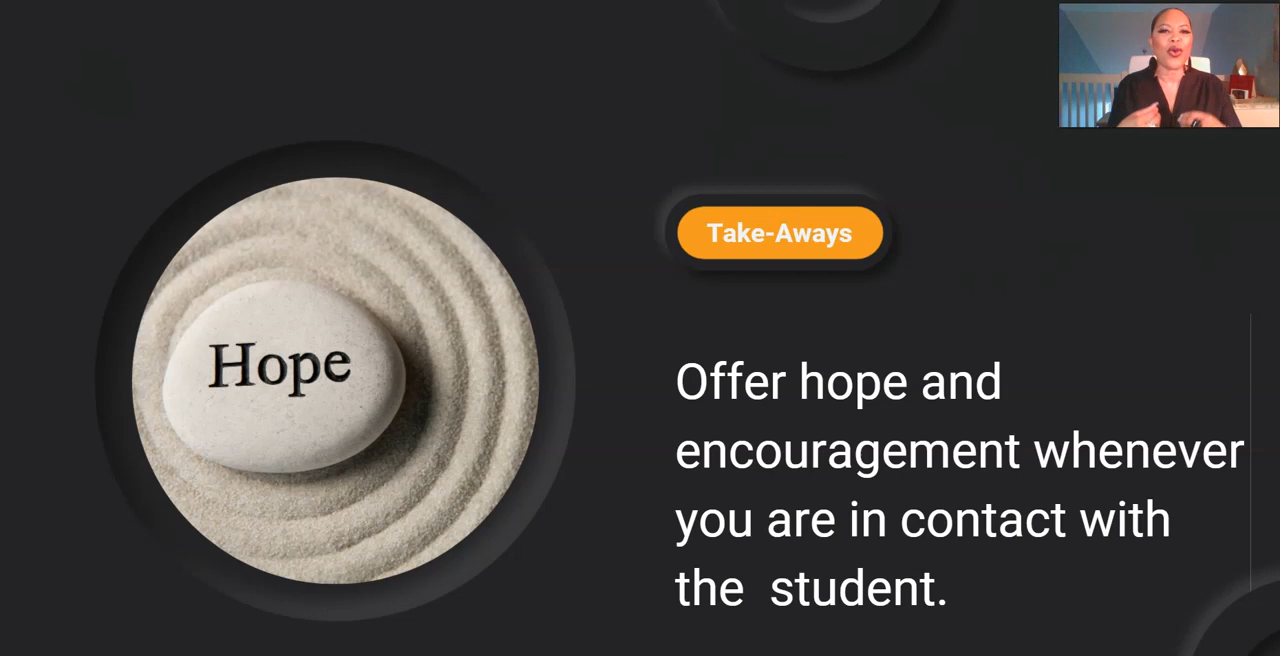 Take-Aways
Hope
Offer hope and
encouragement whenever
you are in contact with
the  student.